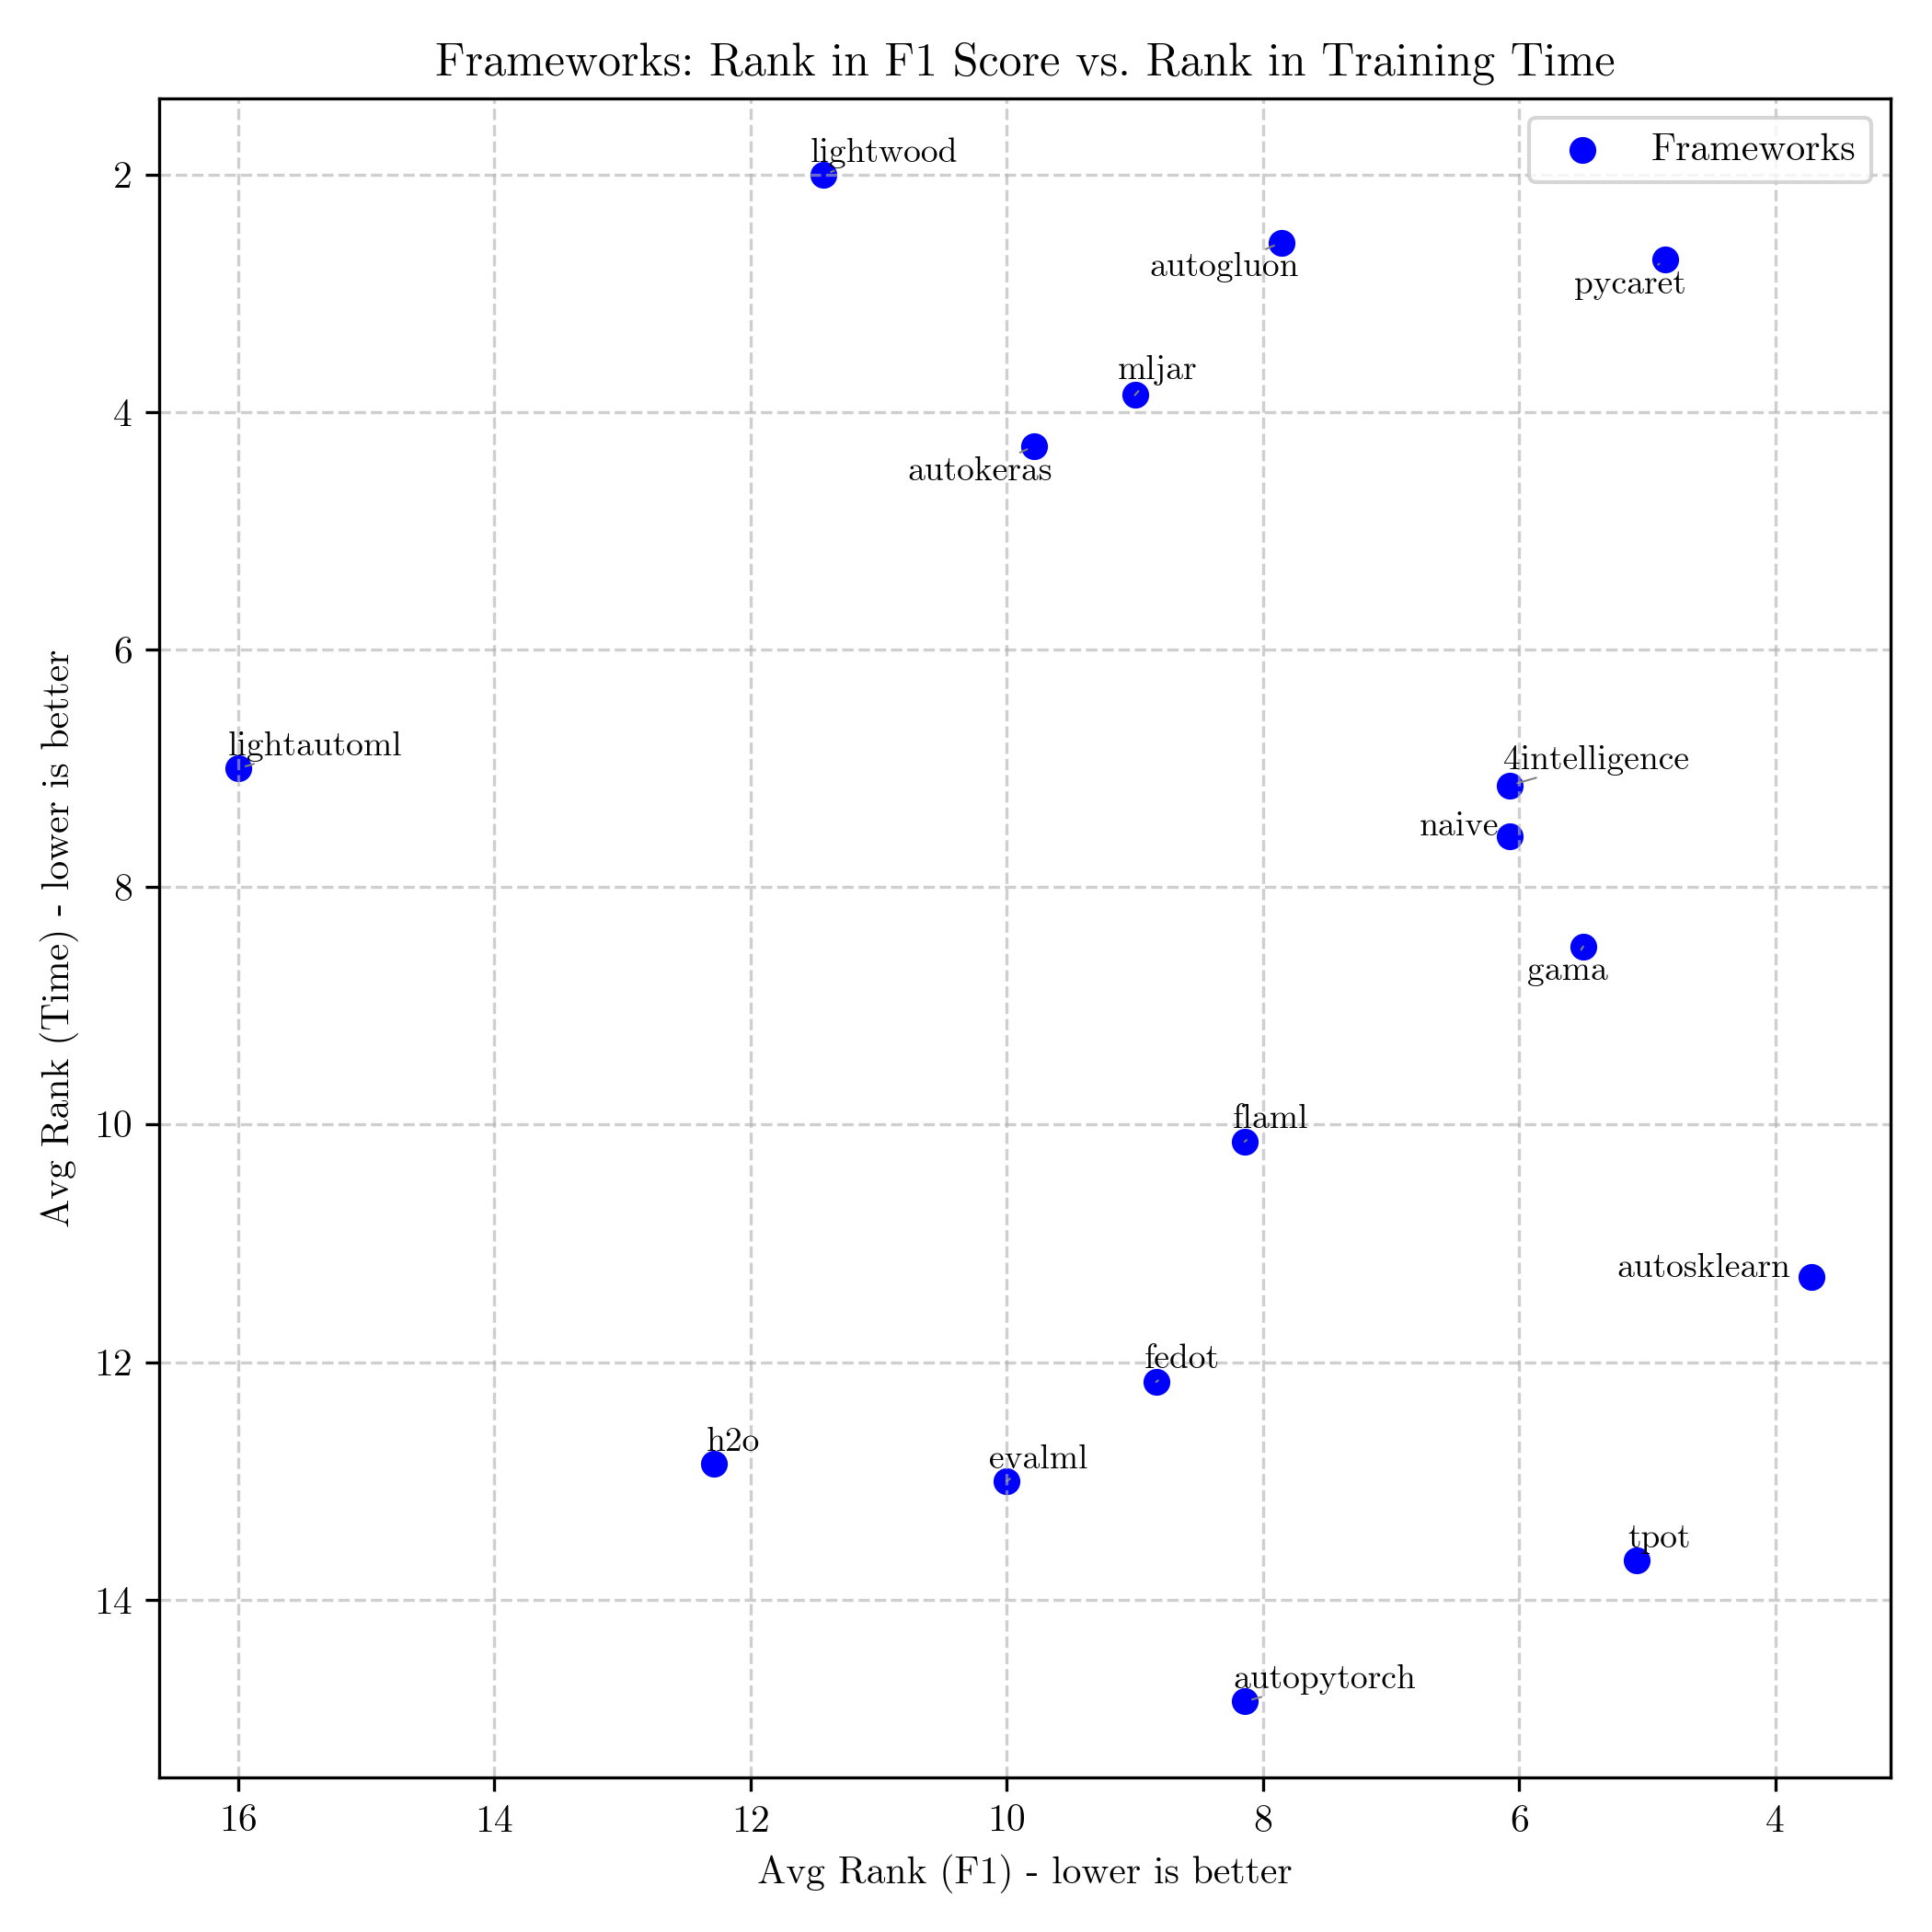 Frameworks: Rank in F1 Score vs. Rank in Training Time
Frameworks
lightwood
autogluon
pycaret
mljar
autokeras
lightautoml
4intelligence
naive
gama
flaml
autosklearn
fedot
h2o
evalml
tpot
autopytorch
2
4
6
8
10
12
14
Avg Rank (Time) - lower is better
16
14
12
10
8
6
4
Avg Rank (F1) - lower is better